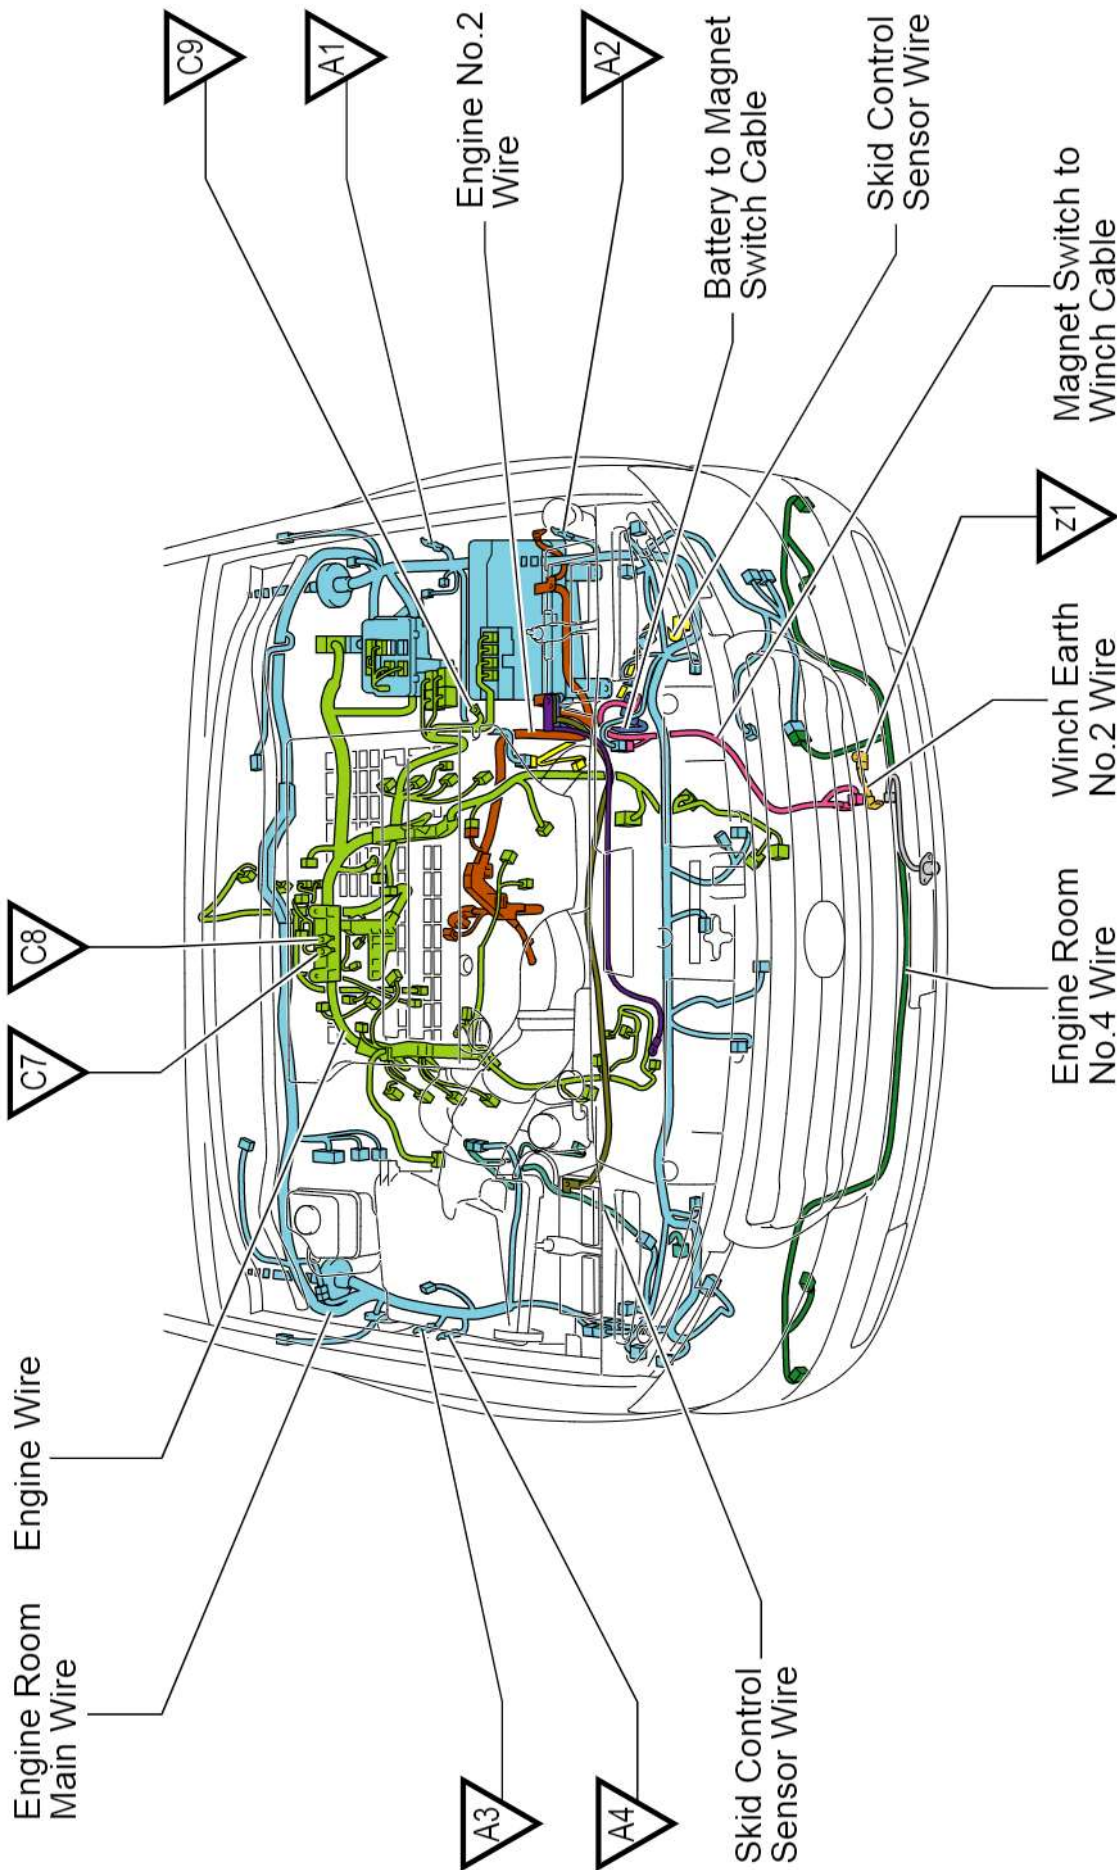 Engine Room
Main Wire
Engine Wire
C7
C8
C9
A1
Engine No.2
Wire
A2
Battery to Magnet
Switch Cable
Skid Control
Sensor Wire
Magnet Switch to
Winch Cable
A3
A4
Skid Control
Sensor Wire
Engine Room
No.4 Wire
Winch Earth
No.2 Wire
z1